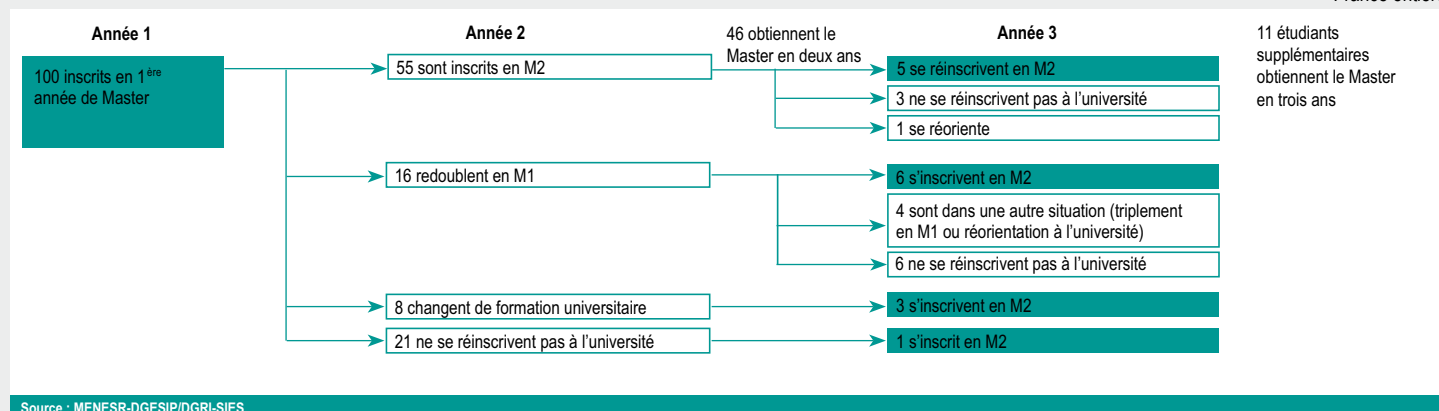 Année 1
Année 2
46 obtiennent le
Master en deux ans
Année 3
11 étudiants
supplémentaires
obtiennent le Master
en trois ans
100 inscrits en 1ère
année de Master
55 sont inscrits en M2
5 se réinscrivent en M2
3 ne se réinscrivent pas à l'université
1 se réoriente
16 redoublent en M1
6 s'inscrivent en M2
4 sont dans une autre situation (triplement
en M1 ou réorientation à l'université)
6 ne se réinscrivent pas à l'université
8 changent de formation universitaire
3 s'inscrivent en M2
21 ne se réinscrivent pas à l'université
1 s'inscrit en M2
Source : MENESR-DGESIP/DGRI-SIES